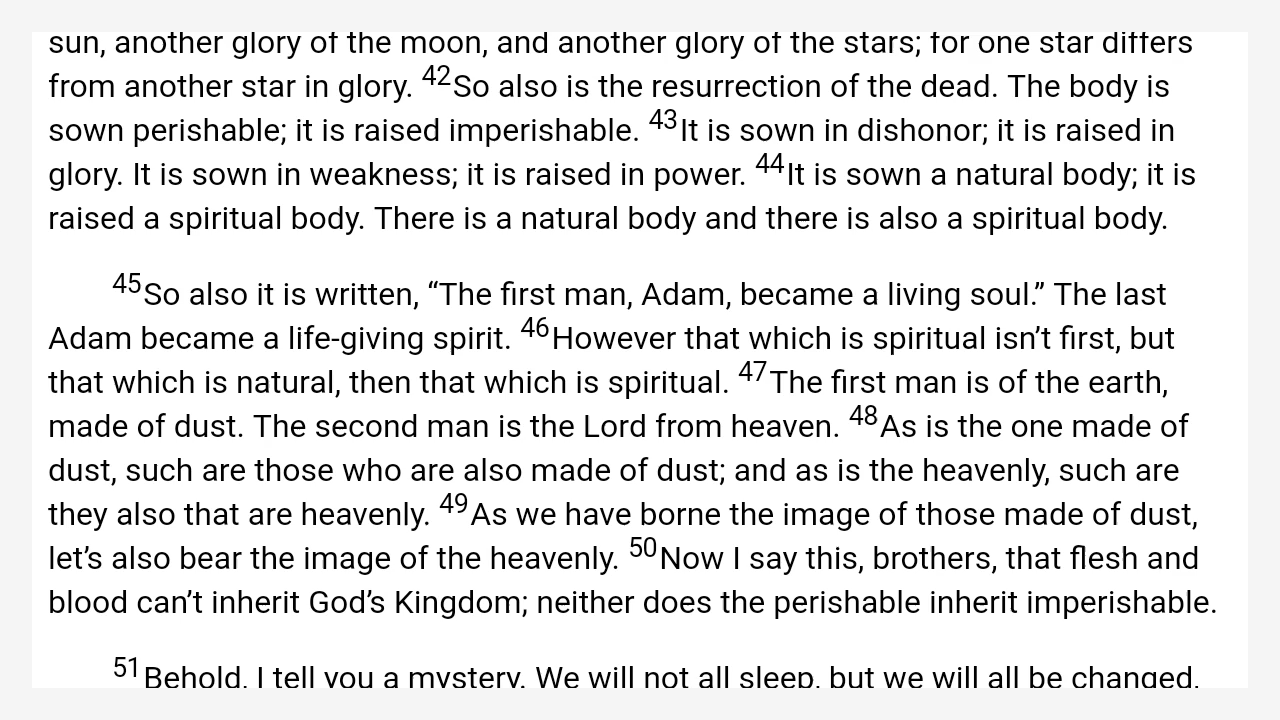 sun, another glory of the moon, and another glory of the stars; for one star differs
from another star in glory. 42So also is the resurrection of the dead. The body is
sown perishable; it is raised imperishable. 43It is sown in dishonor; it is raised in
glory. It is sown in weakness; it is raised in power. 44It is sown a natural body; it is
raised a spiritual body. There is a natural body and there is also a spiritual body.
45So also it is written, “The first man, Adam, became a living soul.” The last
Adam became a life-giving spirit. 46However that which is spiritual isn’t first, but
that which is natural, then that which is spiritual. 47The first man is of the earth,
made of dust. The second man is the Lord from heaven. 48As is the one made of
dust, such are those who are also made of dust; and as is the heavenly, such are
they also that are heavenly. 49As we have borne the image of those made of dust,
let’s also bear the image of the heavenly. 50Now I say this, brothers, that flesh and
blood can’t inherit God’s Kingdom; neither does the perishable inherit imperishable.
51Behold, I tell you a mystery. We will not all sleep, but we will all be changed,